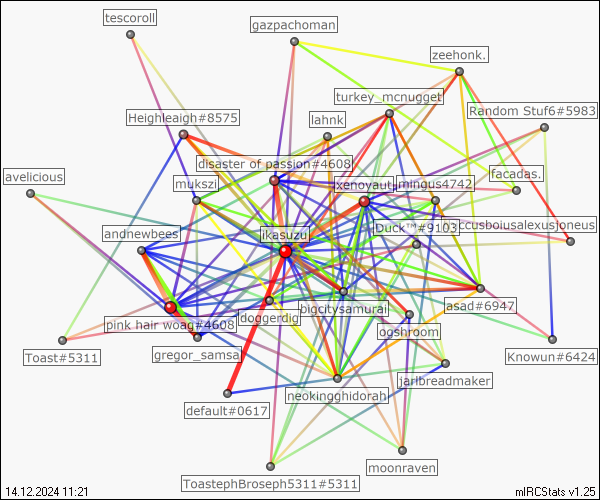 tescoroll
gazpachoman
zeehonk.
turkey_mcnugget
Random Stuf6#5983
Heighleigh#8575
lahnk
disaster of passion#4608
facadas.
avelicious
mukszi
xenoyaut
mingus4742
andnewbees
ikasuzu
Duck™#9103
ccusboiusalexusjoneus
pink hair woag#4608
doggerdig
bigcitysamurai
asad#6947
Toast#5311
gregor_samsa
ooshroom
Knowun#6424
default#0617
neokingghidorah
jarlbreadmaker
ToastephBroseph5311#5311
moonraven
14.12.2024 11:21
mIRCStats v1.25